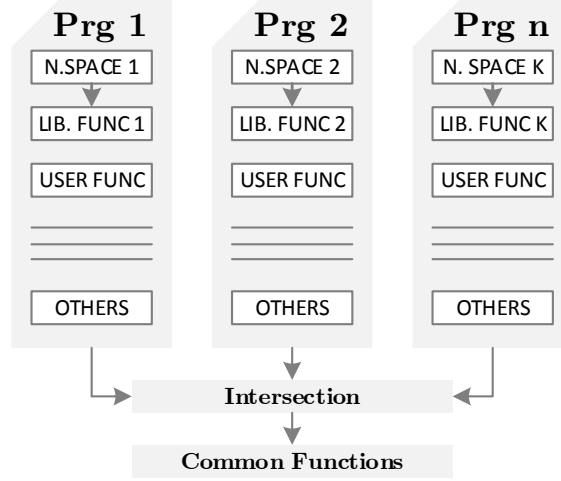 Prg 1
N.SPACE 1
LIB. FUNC 1
USER FUNC
OTHERS
Prg 2
N.SPACE 2
LIB. FUNC 2
USER FUNC
OTHERS
Prg n
N. SPACE K
LIB. FUNC K
USER FUNC
OTHERS
Intersection
Common Functions